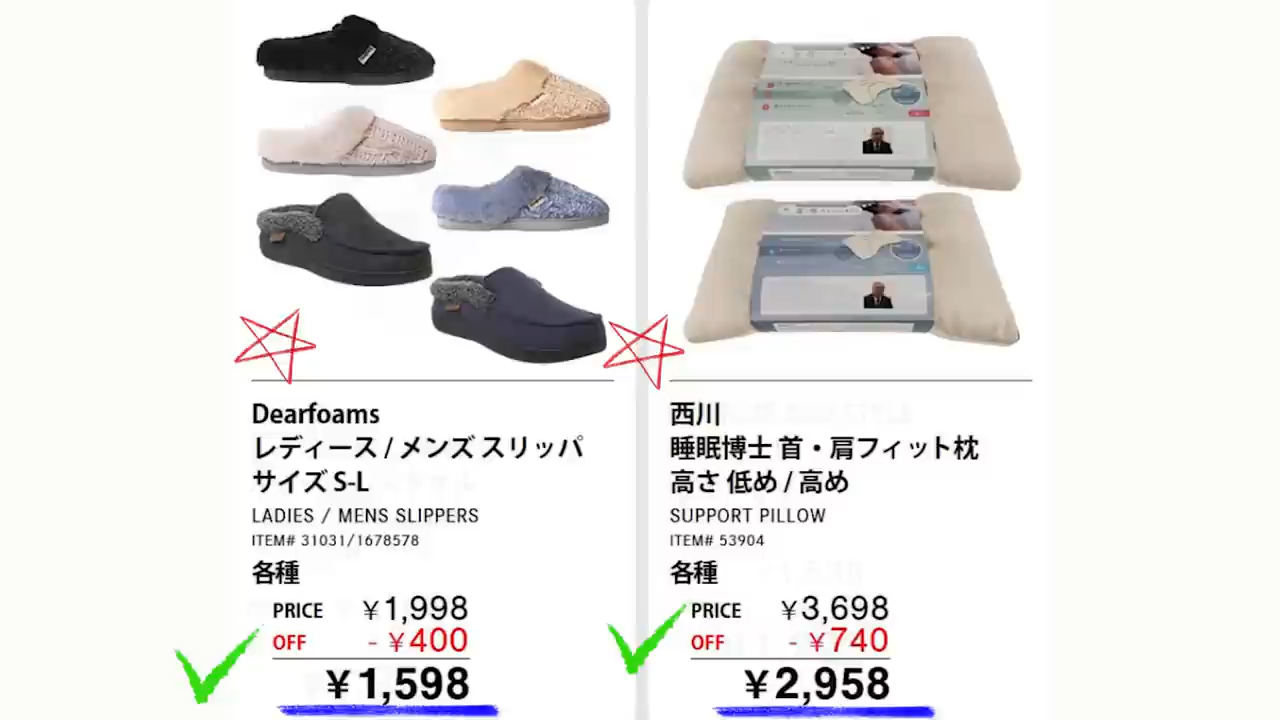 Dearfoams
レディース / メンズ スリッパ
サイズ S-L
LADIES / MENS SLIPPERS
ITEM# 31031/1678578
各種
PRICE ¥1,998
OFF - ¥400
¥1,598
西川
睡眠博士 首・肩フィット枕
高さ 低め / 高め
SUPPORT PILLOW
ITEM# 53904
各種
PRICE ¥3,698
OFF - ¥740
¥2,958